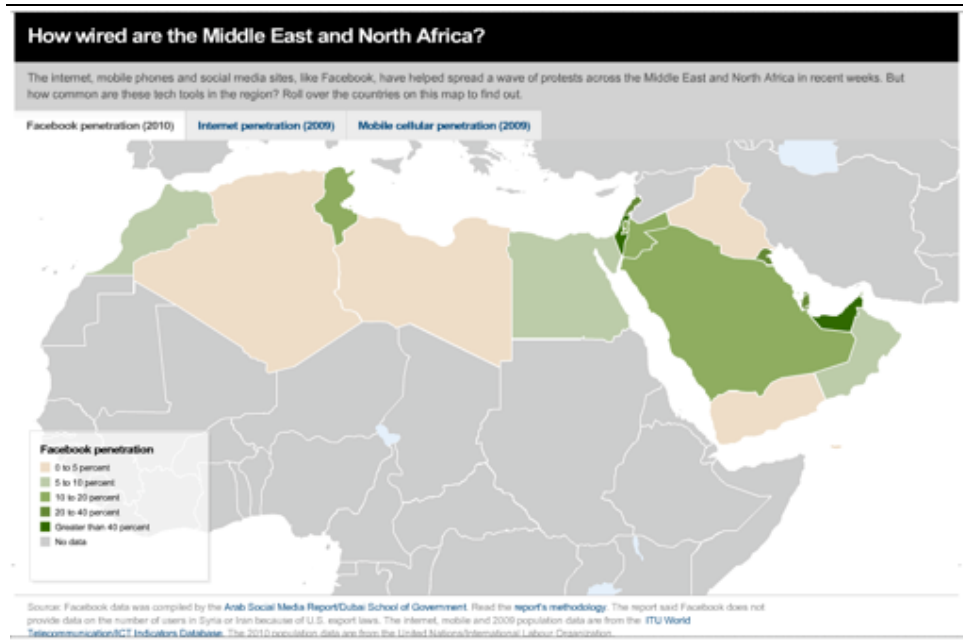 How wired are the Middle East and North Africa?
The internet, mobile phones and social media sites, like Facebook, have helped spread a wave of protests across the Middle East and North Africa in recent weeks. But
how common are these tech tools in the region? Roll over the countries on this map to find out.
Facebook penetration (2010) Internet penetration (2009) Mobile cellular penetration (2009)
Facebook penetration
0 to 5 percent
5 to 10 percent
10 to 20 percent
20 to 40 percent
Greater than 40 percent
No data
Source: Facebook data was compiled by the Arab Social Media Report/Dubai School of Government. Read the report's methodology. The report said Facebook does not
provide data on the number of users in Syria or Iran because of U.S. export laws. The internet, mobile and 2009 population data are from the ITU World
Telecommunication/ICT Indicators Database. The 2010 population data are from the United Nations/International Labour Organization.